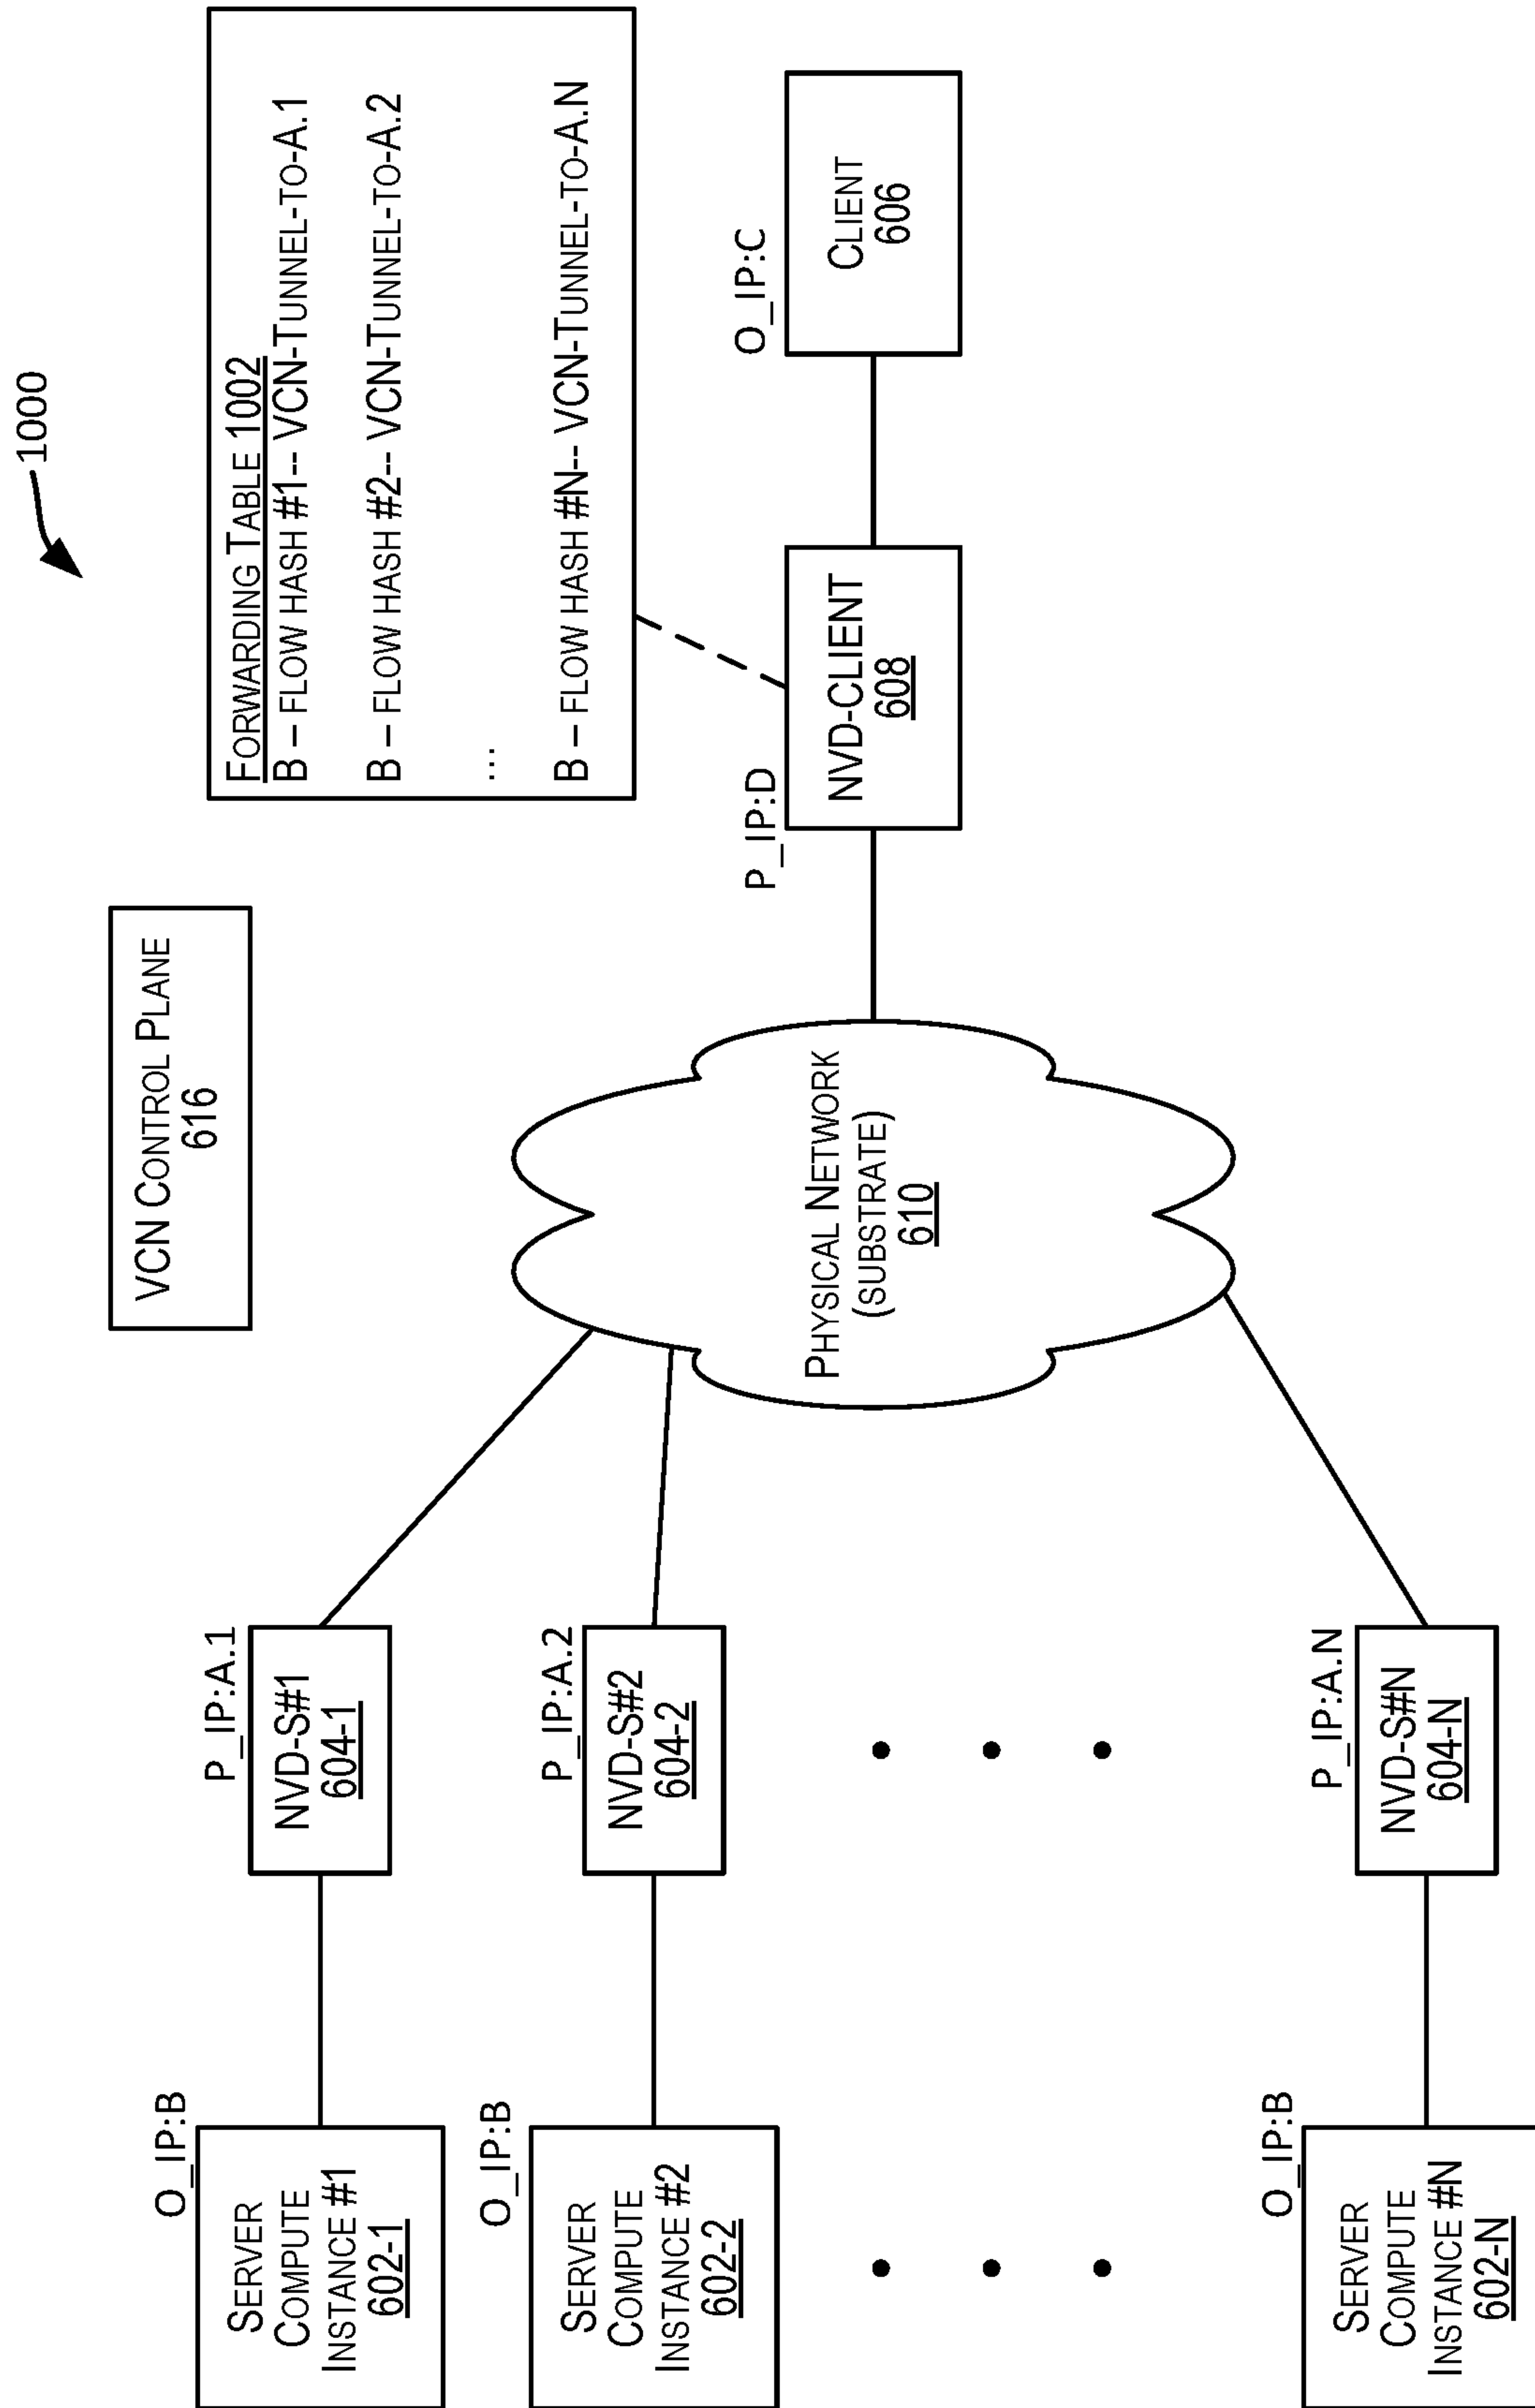 1000
VCN CONTROL PLANE
616
FORWARDING TABLE 1002
B – FLOW HASH #1-- VCN-TUNNEL-TO-A.1
B – FLOW HASH #2-- VCN-TUNNEL-TO-A.2
...
B – FLOW HASH #N-- VCN-TUNNEL-TO-A.N
O_IP:B
SERVER
COMPUTE
INSTANCE #1
602-1
P_IP:A.1
NVD-S#1
604-1
O_IP:B
SERVER
COMPUTE
INSTANCE #2
602-2
P_IP:A.2
NVD-S#2
604-2
PHYSICAL NETWORK
(SUBSTRATE)
610
P_IP:D
NVD-CLIENT
608
O_IP:C
CLIENT
606
O_IP:B
SERVER
COMPUTE
INSTANCE #N
602-N
P_IP:A.N
NVD-S#N
604-N